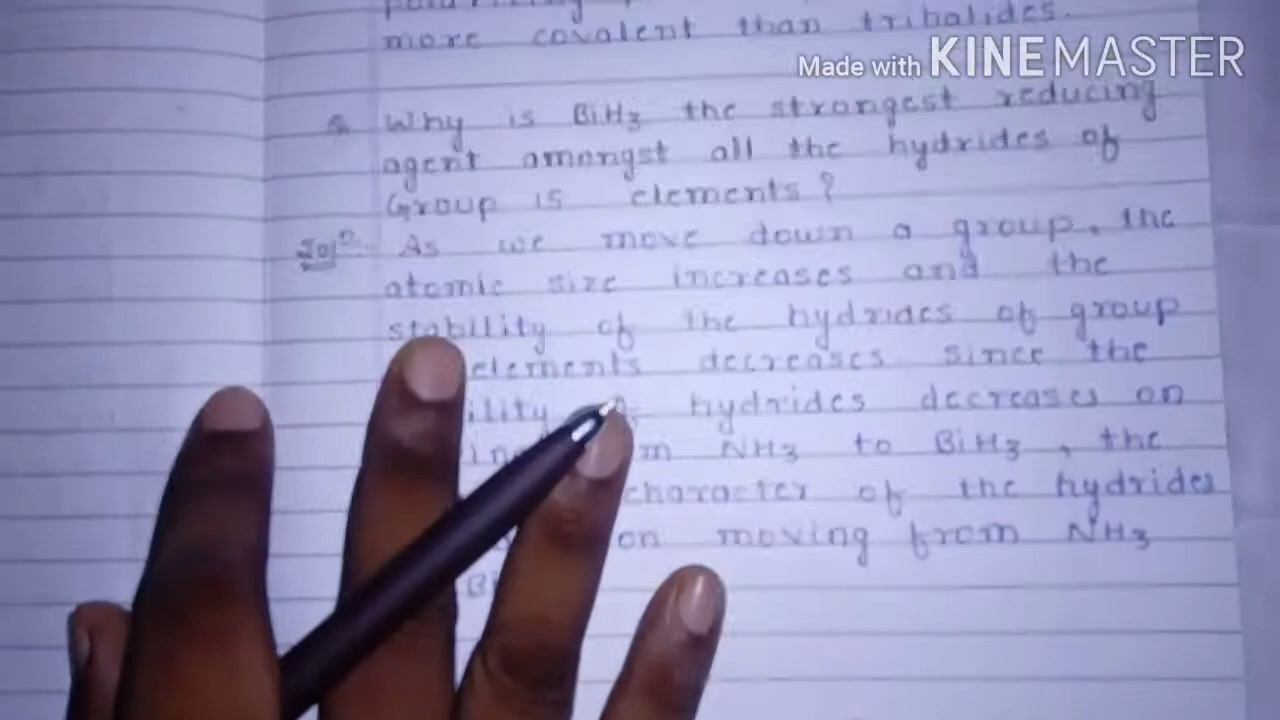 more covalent than trihalides.
Made with KINEMASTER
Q. Why is BiH3 the strongest reducing
agent amongst all the hydrides of
Group 15 elements?
Solⁿ. As we move down a group, the
atomic size increases and the
stability of the hydrides of group
elements decreases since the
ility hydrides decreases on
m NH3 to BiH3, the
character of the hydrides
on moving from NH3
Bi